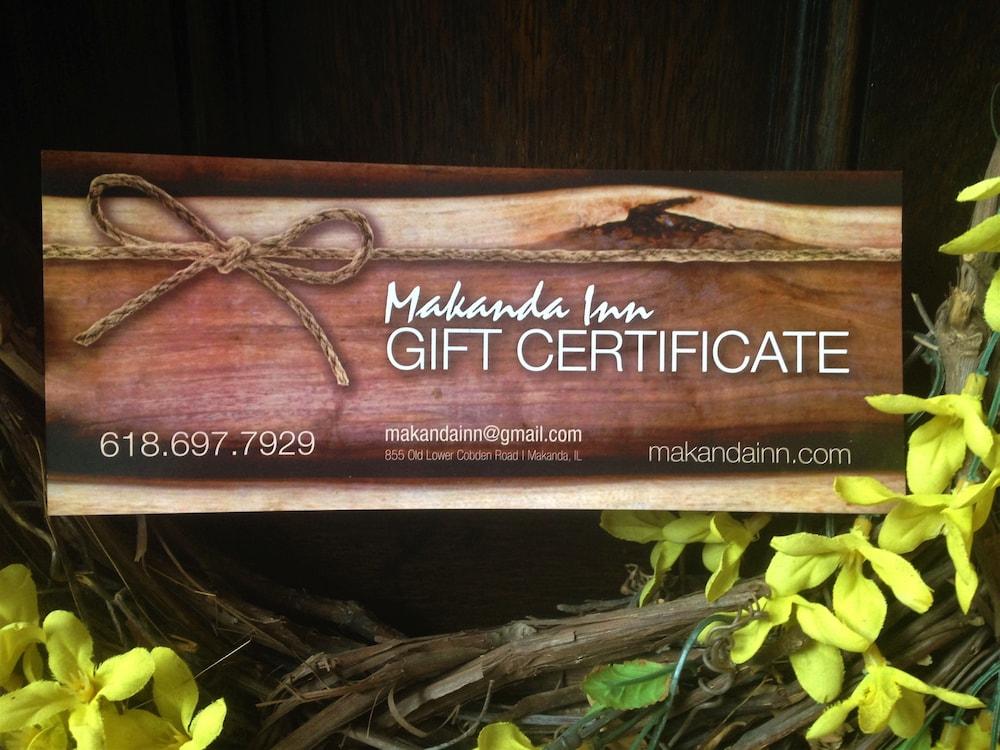 Makanda Inn
GIFT CERTIFICATE
618.697.7929
makandainn@gmail.com
855 Old Lower Cobden Road | Makanda, IL
makandainn.com